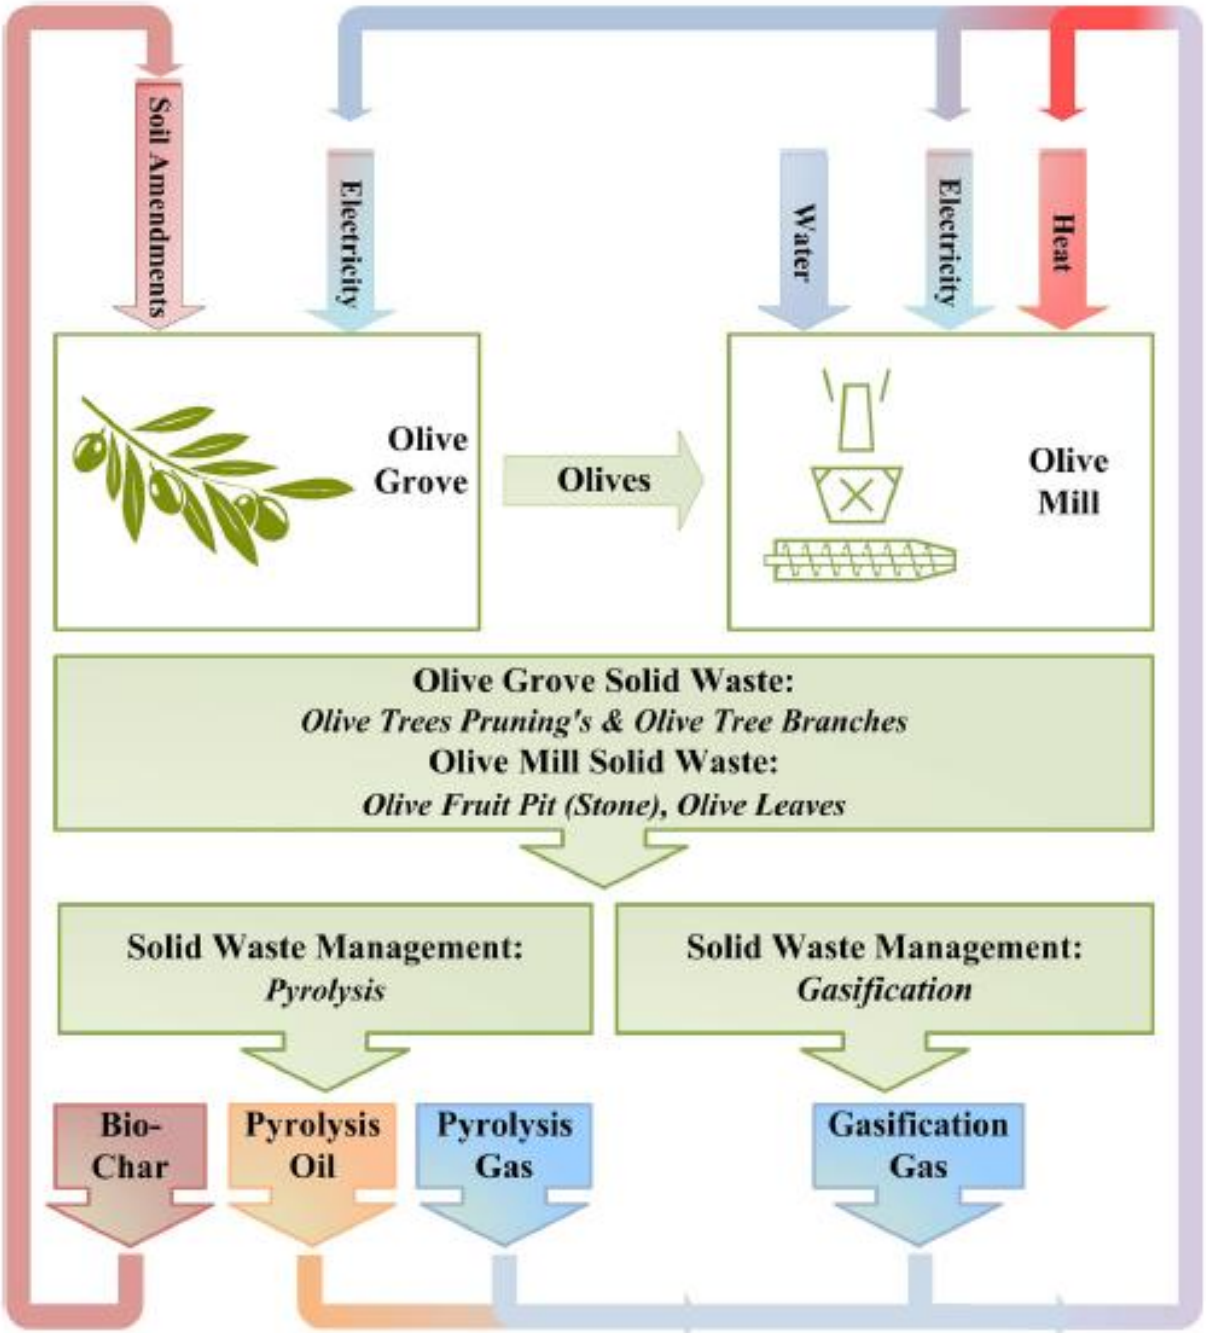 Soil Amendments
Electricity
Water
Electricity
Heat
Olive
Grove
Olives
Olive
Mill
Olive Grove Solid Waste:
Olive Trees Pruning's & Olive Tree Branches
Olive Mill Solid Waste:
Olive Fruit Pit (Stone), Olive Leaves
Solid Waste Management:
Pyrolysis
Solid Waste Management:
Gasification
Bio-
Char
Pyrolysis
Oil
Pyrolysis
Gas
Gasification
Gas